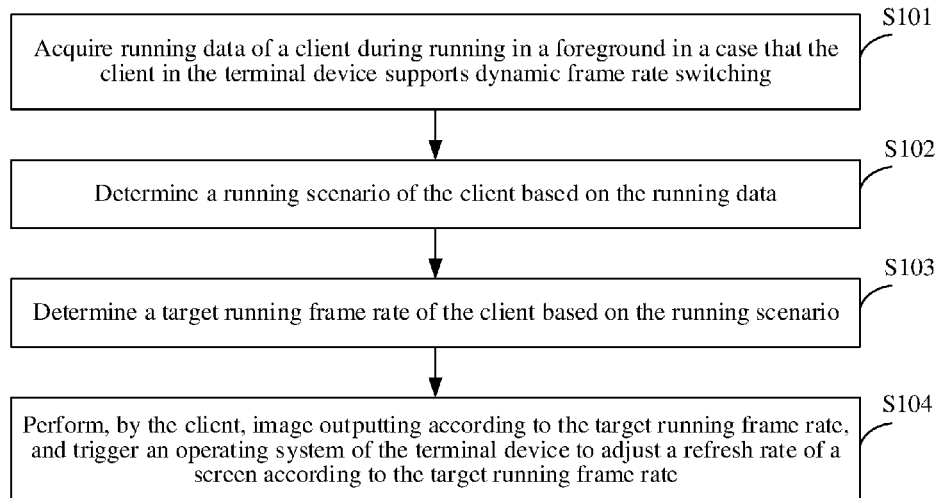 S101
Acquire running data of a client during running in a foreground in a case that the
client in the terminal device supports dynamic frame rate switching
S102
Determine a running scenario of the client based on the running data
S103
Determine a target running frame rate of the client based on the running scenario
S104
Perform, by the client, image outputting according to the target running frame rate,
and trigger an operating system of the terminal device to adjust a refresh rate of a
screen according to the target running frame rate